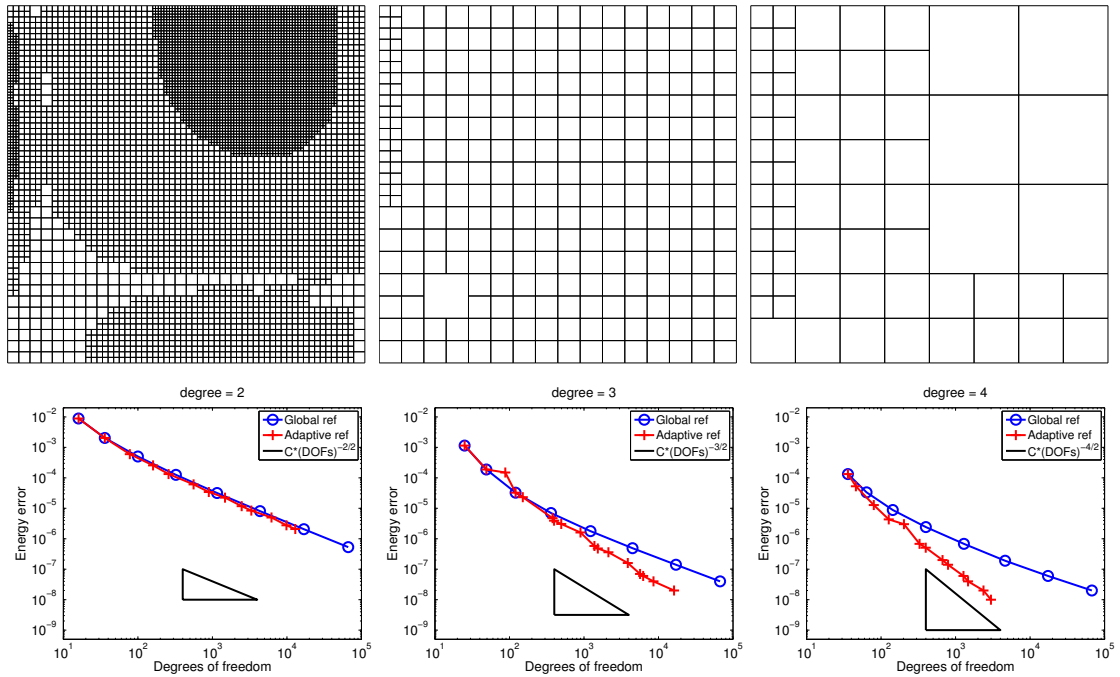 degree = 2
10^-2
10^-3
10^-4
10^-5
10^-6
10^-7
10^-8
10^-9
Energy error
Global ref
Adaptive ref
C*(DOFs)^-2/2
10^1
10^2
10^3
10^4
10^5
Degrees of freedom
degree = 3
10^-2
10^-3
10^-4
10^-5
10^-6
10^-7
10^-8
10^-9
Energy error
Global ref
Adaptive ref
C*(DOFs)^-3/2
10^1
10^2
10^3
10^4
10^5
Degrees of freedom
degree = 4
10^-2
10^-3
10^-4
10^-5
10^-6
10^-7
10^-8
10^-9
Energy error
Global ref
Adaptive ref
C*(DOFs)^-4/2
10^1
10^2
10^3
10^4
10^5
Degrees of freedom